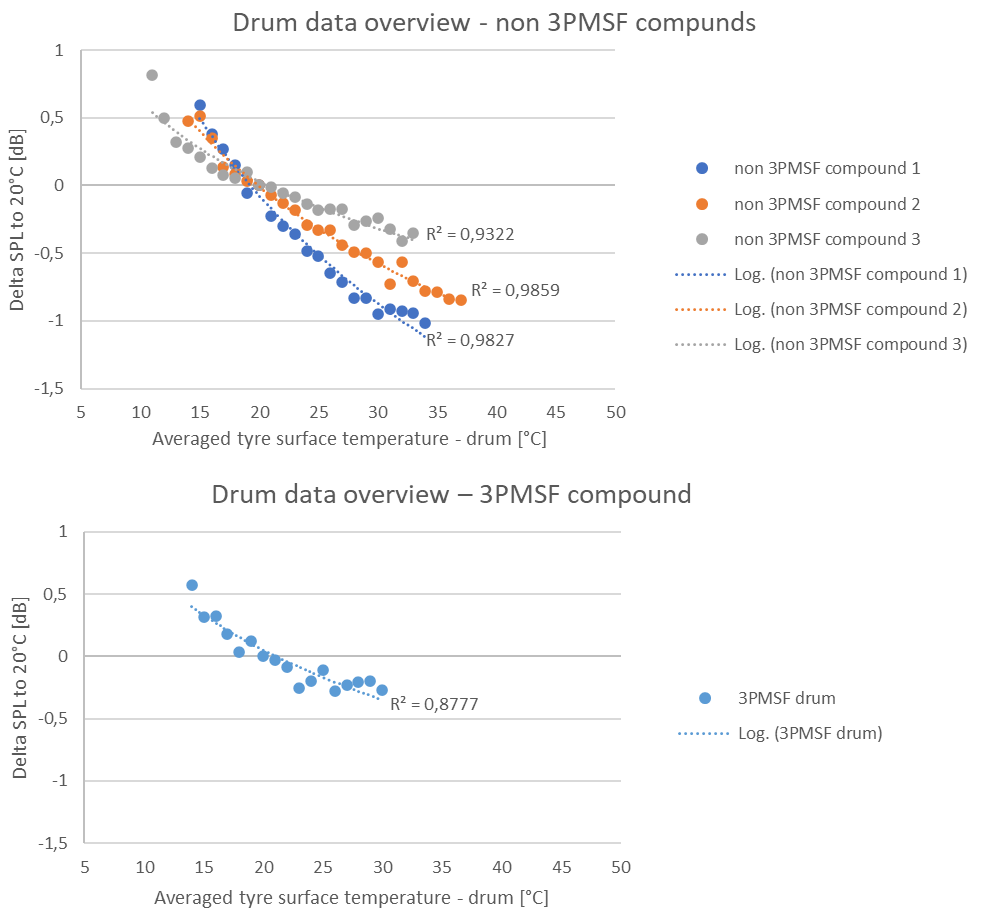 Drum data overview - non 3PMSF compunds
1
0,5
0
-0,5
-1
-1,5
Delta SPL to 20°C [dB]
5 10 15 20 25 30 35 40 45 50
Averaged tyre surface temperature - drum [°C]
R² = 0,9322
R² = 0,9859
R² = 0,9827
non 3PMSF compound 1
non 3PMSF compound 2
non 3PMSF compound 3
Log. (non 3PMSF compound 1)
Log. (non 3PMSF compound 2)
Log. (non 3PMSF compound 3)
Drum data overview – 3PMSF compound
1
0,5
0
-0,5
-1
-1,5
Delta SPL to 20°C [dB]
5 10 15 20 25 30 35 40 45 50
Averaged tyre surface temperature - drum [°C]
R² = 0,8777
3PMSF drum
Log. (3PMSF drum)